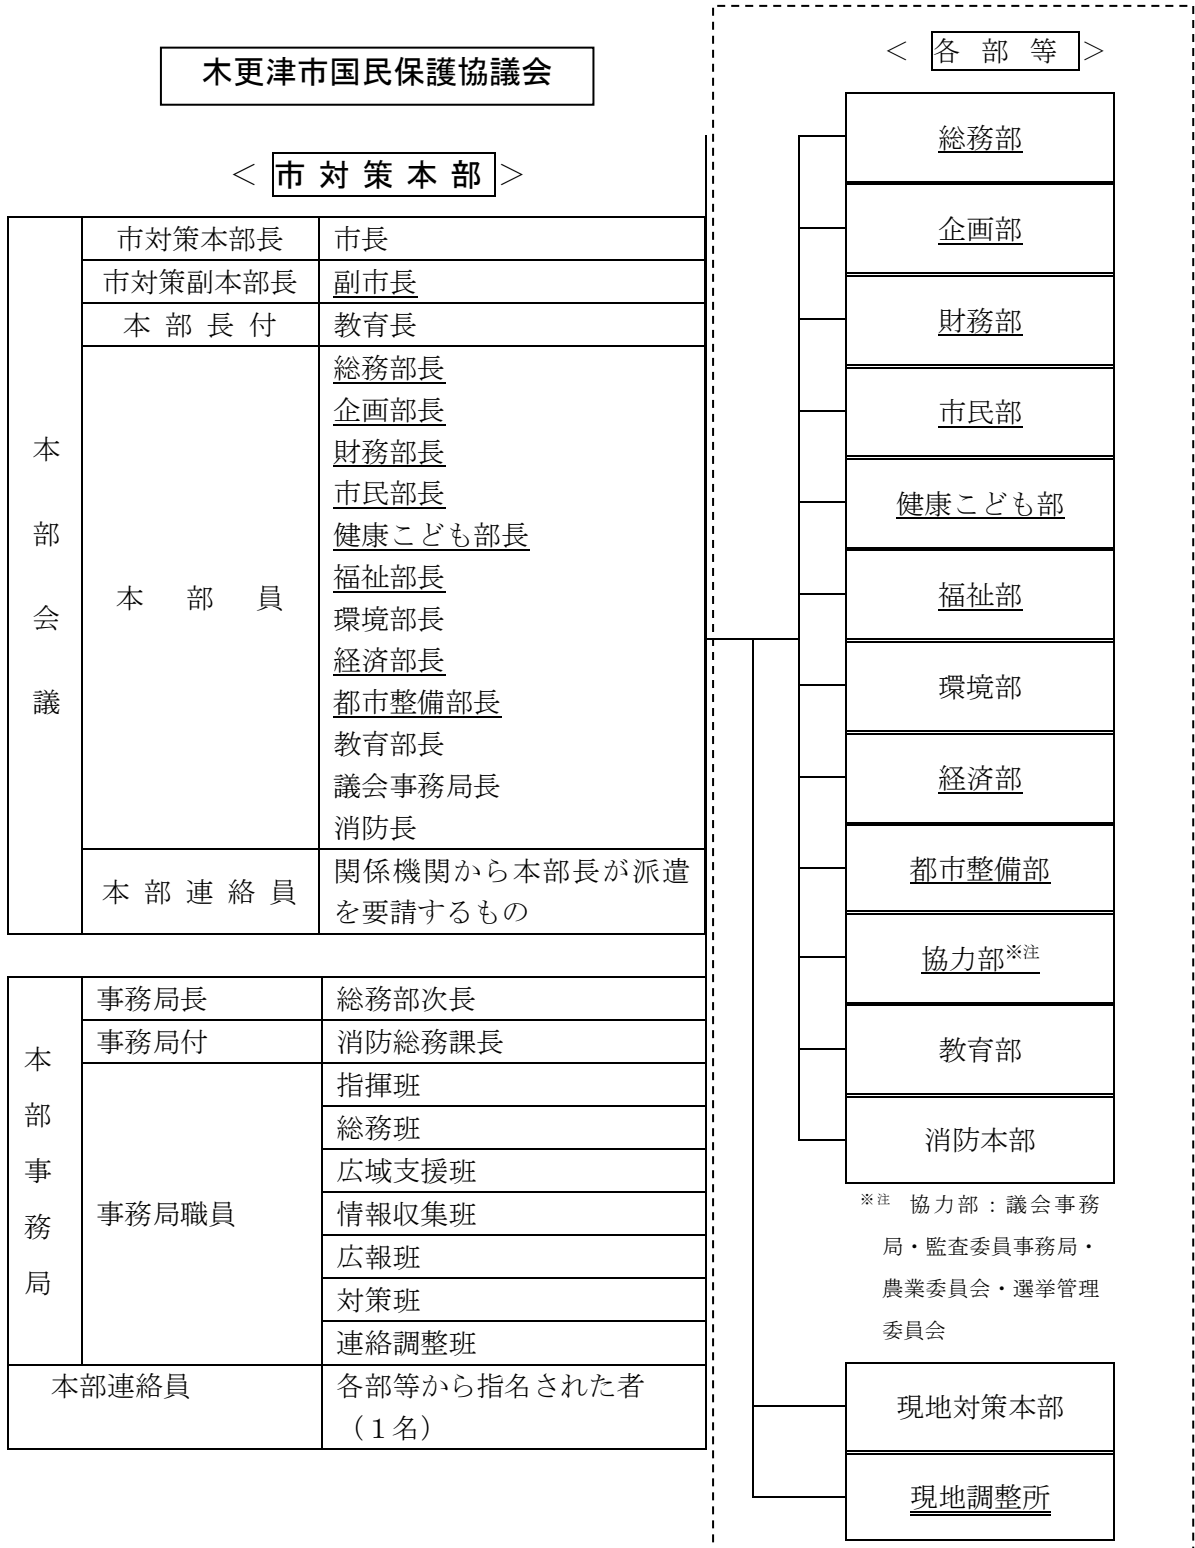 木更津市国民保護協議会
＜ 市 対 策 本 部 ＞
本部会議
市対策本部長 市長
市対策副本部長 副市長
本 部 長 付 教育長
本 部 員
総務部長
企画部長
財務部長
市民部長
健康こども部長
福祉部長
環境部長
経済部長
都市整備部長
教育部長
議会事務局長
消防長
本 部 連 絡 員
関係機関から本部長が派遣
を要請するもの
本部事務局
事務局長 総務部次長
事務局付 消防総務課長
事務局職員
指揮班
総務班
広域支援班
情報収集班
広報班
対策班
連絡調整班
本部連絡員 各部等から指名された者
（１名）
＜ 各 部 等 ＞
総務部
企画部
財務部
市民部
健康こども部
福祉部
環境部
経済部
都市整備部
協力部※注
教育部
消防本部
※注 協力部：議会事務
局・監査委員事務局・
農業委員会・選挙管理
委員会
現地対策本部
現地調整所